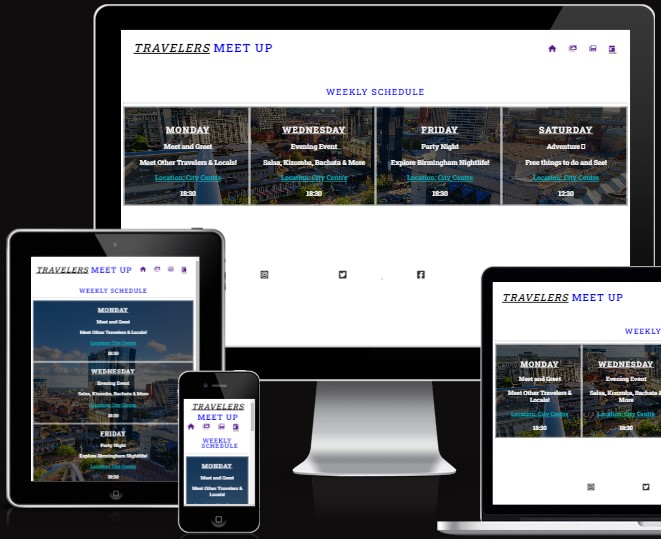 TRAVELERS MEET UP
WEEKLY SCHEDULE
MONDAY
Meet and Greet
Meet Other Travelers & Locals!
Location: City Centre
18:30
WEDNESDAY
Evening Event
Salsa, Kizomba, Bachata & More
Location: City Centre
18:30
FRIDAY
Party Night
Explore Birmingham Nightlife!
Location: City Centre
18:30
SATURDAY
Adventure
Free things to do and See!
Location: City Centre
12:30
TRAVELERS MEET UP
WEEKLY SCHEDULE
MONDAY
Meet and Greet
Meet Other Travelers & Locals!
Location: City Centre
18:30
WEDNESDAY
Evening Event
Salsa, Kizomba, Bachata & More
Location: City Centre
18:30
FRIDAY
Party Night
Explore Birmingham Nightlife!
Location: City Centre
18:30
TRAVELERS
MEET UP
WEEKLY
SCHEDULE
MONDAY
Meet and Greet
Meet Other Travelers &
Locals!
TRAVELERS MEET UP
WEEKLY
MONDAY
Meet and Greet
Meet Other Travelers &
Locals!
Location: City Centre
18:30
WEDNESDAY
Evening Event
Salsa, Kizomba, Bachata &
More
Location: City Centre
18:30